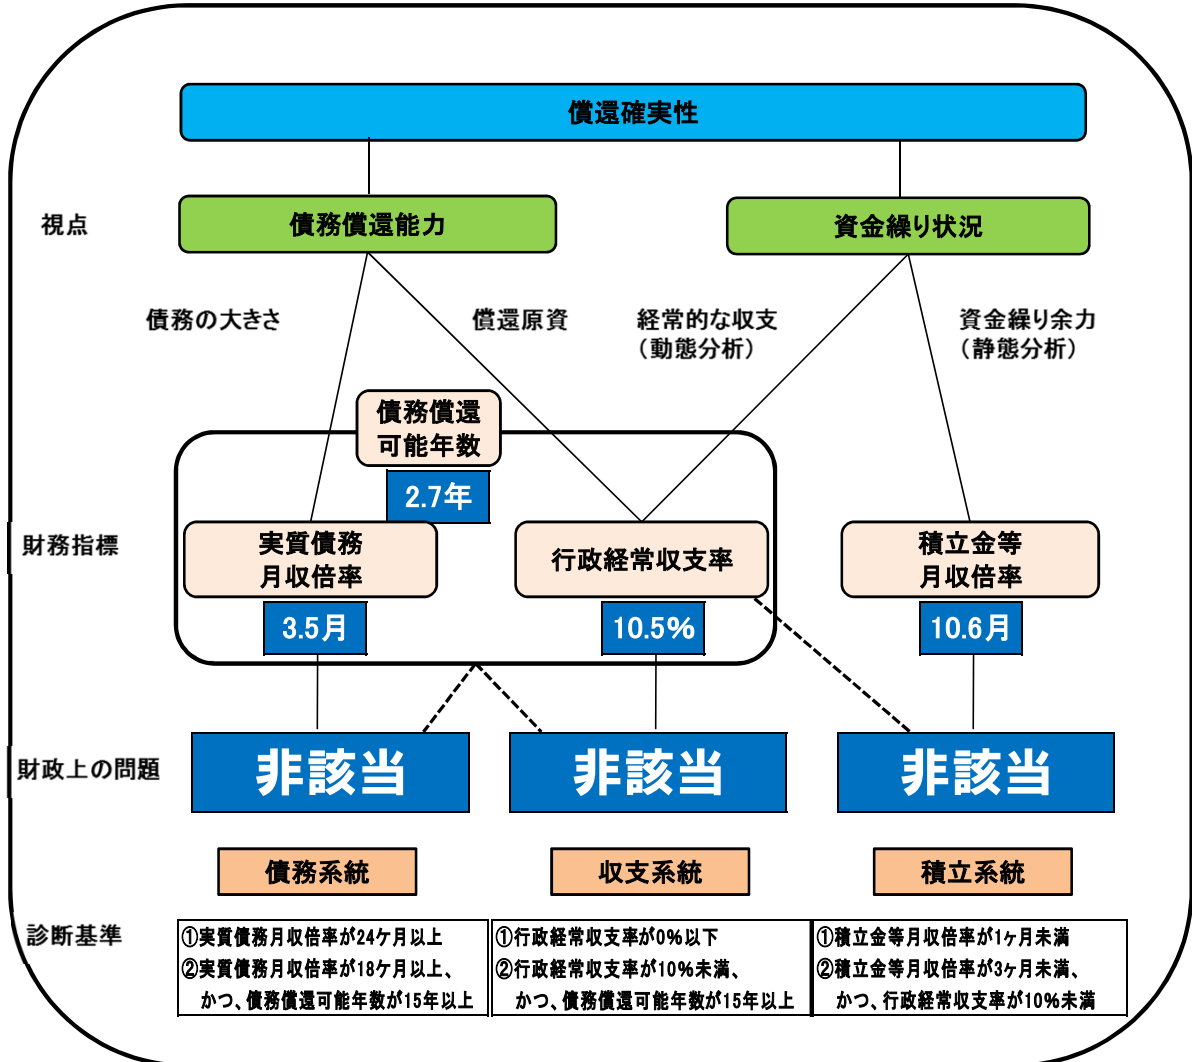 償還確実性
視点
債務償還能力
資金繰り状況
債務の大きさ
償還原資
経常的な収支
（動態分析）
資金繰り余力
（静態分析）
債務償還
可能年数
2.7年
財務指標
実質債務
月収倍率
行政経常収支率
積立金等
月収倍率
3.5月
10.5%
10.6月
財政上の問題
非該当
非該当
非該当
債務系統
収支系統
積立系統
診断基準
①実質債務月収倍率が24ケ月以上
②実質債務月収倍率が18ケ月以上、
かつ、債務償還可能年数が15年以上
①行政経常収支率が0%以下
②行政経常収支率が10%未満、
かつ、債務償還可能年数が15年以上
①積立金等月収倍率が1ヶ月未満
②積立金等月収倍率が3ヶ月未満、
かつ、行政経常収支率が10%未満